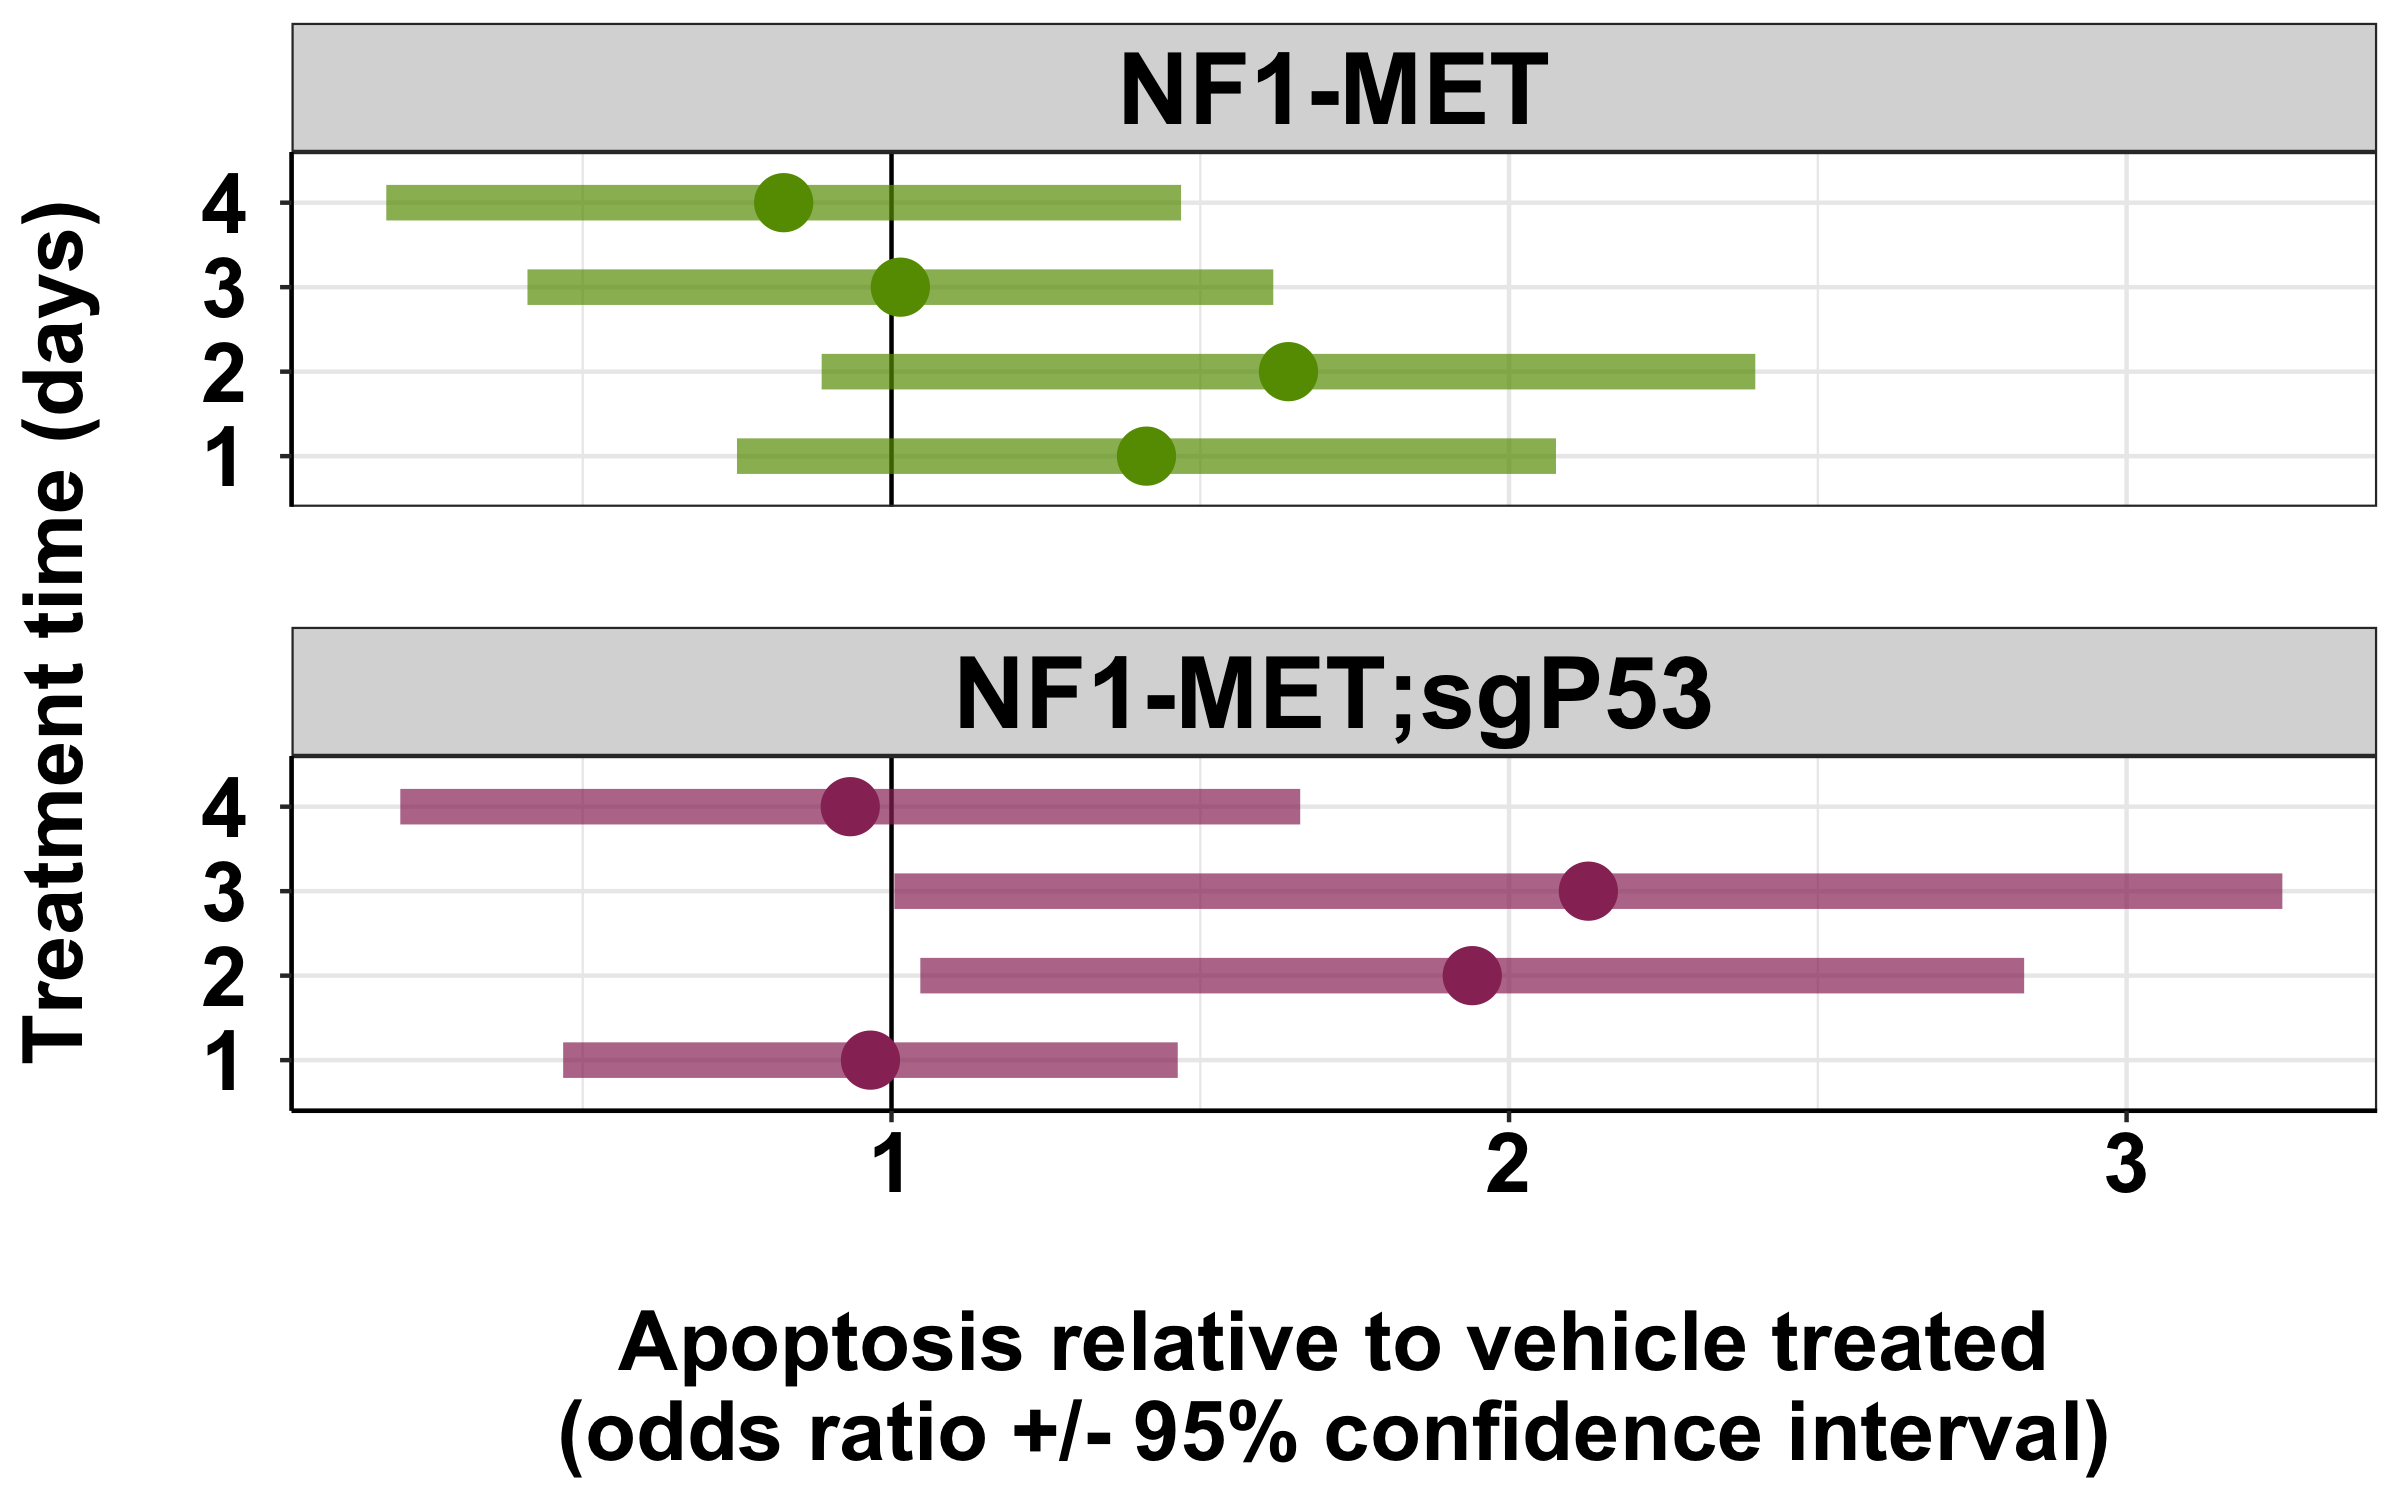 NF1-MET
4
3
2
1
NF1-MET;sgP53
4
3
2
1
1 2 3
Treatment time (days)
Apoptosis relative to vehicle treated
(odds ratio +/- 95% confidence interval)